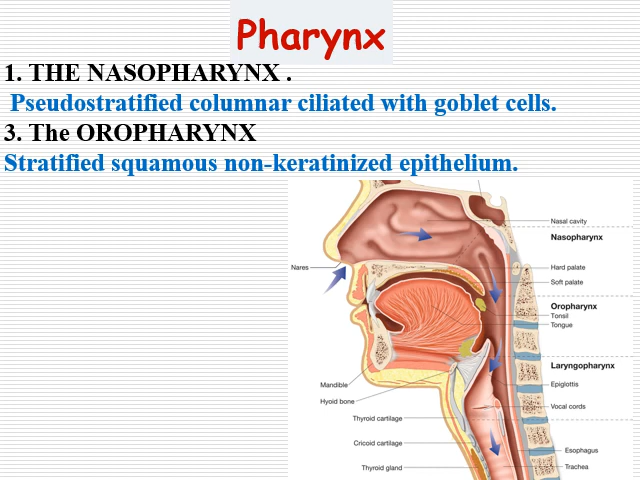 Pharynx
1. THE NASOPHARYNX .
Pseudostratified columnar ciliated with goblet cells.
3. The OROPHARYNX
Stratified squamous non-keratinized epithelium.
Nasal cavity
Nasopharynx
Nares
Hard palate
Soft palate
Oropharynx
Tonsil
Tongue
Laryngopharynx
Mandible
Epiglottis
Hyoid bone
Vocal cords
Thyroid cartilage
Cricoid cartilage
Esophagus
Thyroid gland
Trachea